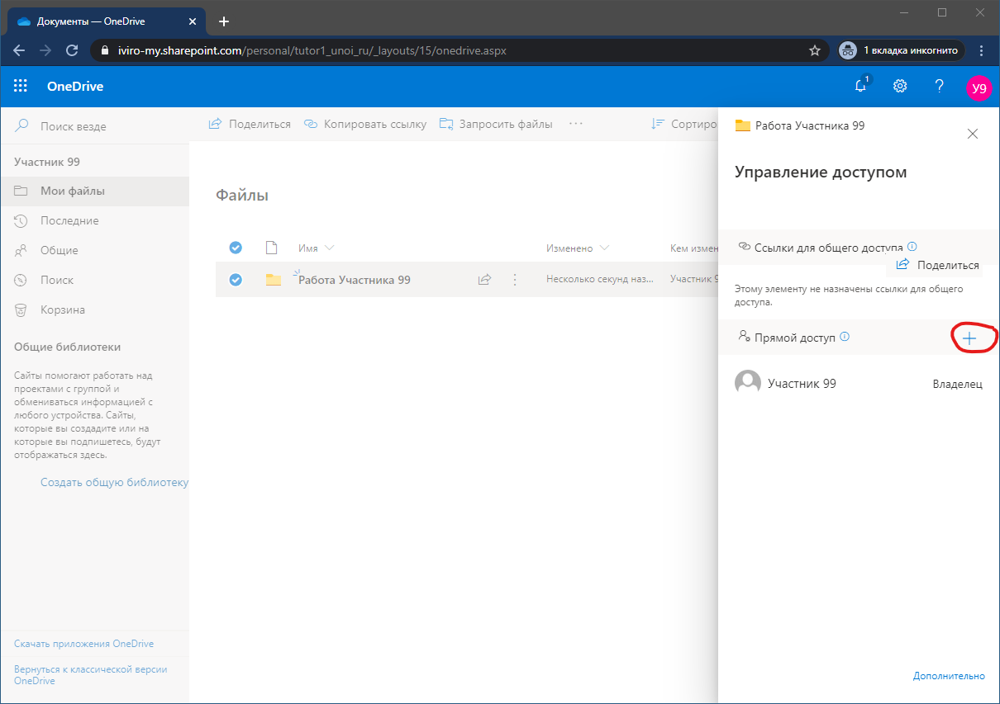 Документы — OneDrive
iviro-my.sharepoint.com/personal/tutor1_unoi_ru/_layouts/15/onedrive.aspx
1 вкладка инкогнито
OneDrive
1
У9
Поиск везде
Участник 99
Мои файлы
Последние
Общие
Поиск
Корзина
Общие библиотеки
Сайты помогают работать над
проектами с группой и
обмениваться информацией с
любого устройства. Сайты,
которые вы создадите или на
которые вы подпишетесь, будут
отображаться здесь.
Создать общую библиотеку
Скачать приложения OneDrive
Вернуться к классической версии
OneDrive
Поделиться Копировать ссылку Запросить файлы ... Сортиро
Файлы
Имя Изменено Кем измен
Работа Участника 99 Несколько секунд наз... Участник 9
Работа Участника 99
Управление доступом
Ссылки для общего доступа
Поделиться
Этому элементу не назначены ссылки для общего
доступа.
Прямой доступ
Участник 99 Владелец
Дополнительно